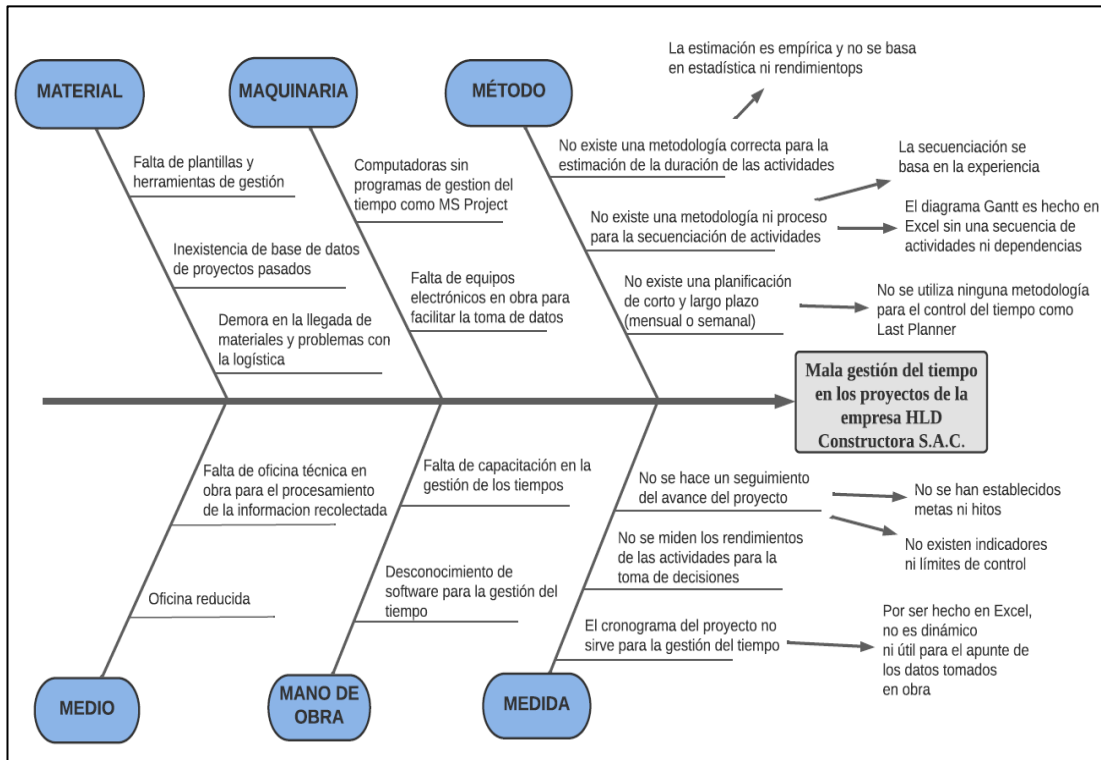 La estimación es empírica y no se basa
en estadística ni rendimientops
MATERIAL
MAQUINARIA
MÉTODO
Falta de plantillas y
herramientas de gestión
Inexistencia de base de datos
de proyectos pasados
Demora en la llegada de
materiales y problemas con
la logística
Computadoras sin
programas de gestion del
tiempo como MS Project
Falta de equipos
electrónicos en obra para
facilitar la toma de datos
No existe una metodología correcta para la
estimación de la duración de las actividades
No existe una metodología ni proceso
para la secuenciación de actividades
La secuenciación se
basa en la experiencia
El diagrama Gantt es hecho en
Excel sin una secuencia de
actividades ni dependencias
No existe una planificación
de corto y largo plazo
(mensual o semanal)
No se utiliza ninguna metodología
para el control del tiempo como
Last Planner
Mala gestión del tiempo
en los proyectos de la
empresa HLD
Constructora S.A.C.
Falta de oficina técnica en
obra para el procesamiento
de la informacion recolectada
Oficina reducida
Falta de capacitación en la
gestión de los tiempos
Desconocimiento de
software para la gestión del
tiempo
No se hace un seguimiento
del avance del proyecto
No se han establecidos
metas ni hitos
No existen indicadores
ni límites de control
No se miden los rendimientos
de las actividades para la
toma de decisiones
El cronograma del proyecto no
sirve para la gestión del tiempo
Por ser hecho en Excel,
no es dinámico
ni útil para el apunte de
los datos tomados
en obra
MEDIO
MANO DE
OBRA
MEDIDA